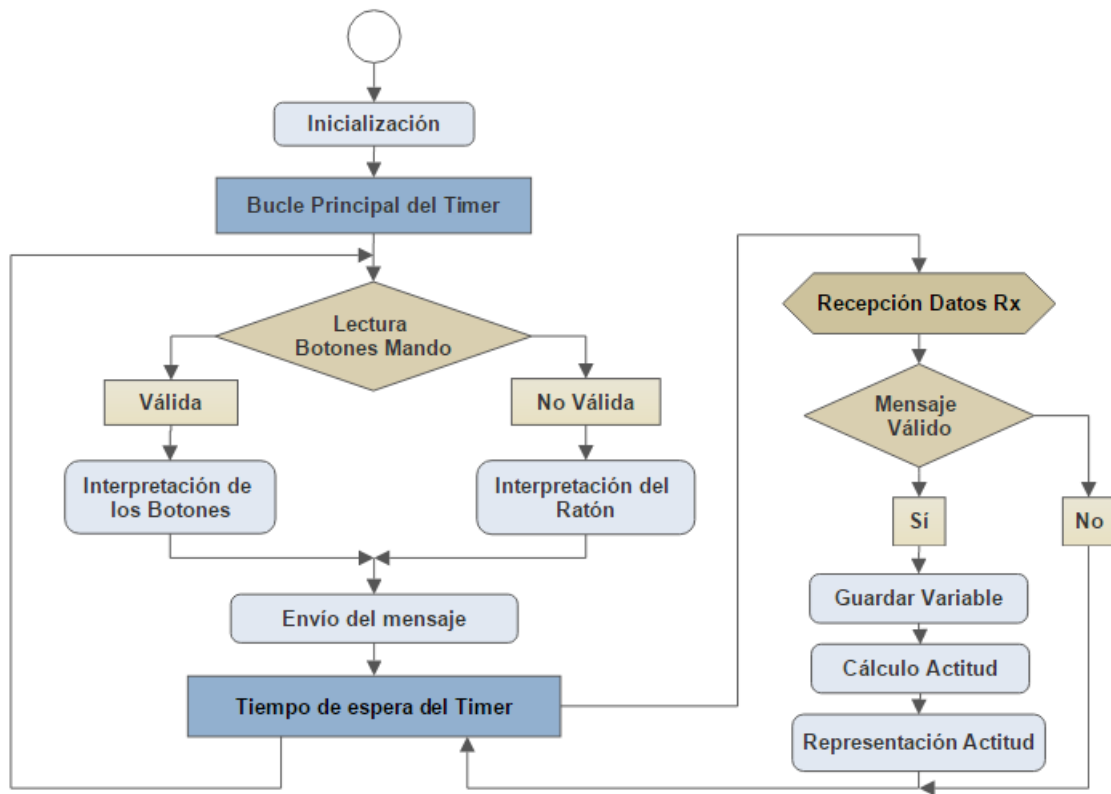 Inicialización
Bucle Principal del Timer
Lectura
Botones Mando
Válida
No Válida
Interpretación de
los Botones
Interpretación del
Ratón
Envío del mensaje
Tiempo de espera del Timer
Recepción Datos Rx
Mensaje
Válido
Sí
No
Guardar Variable
Cálculo Actitud
Representación Actitud